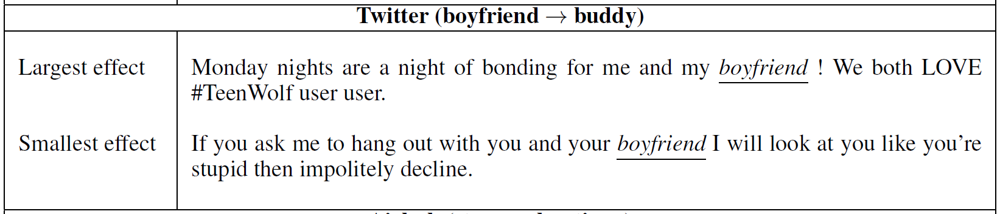 Twitter (boyfriend → buddy)
Largest effect
Monday nights are a night of bonding for me and my boyfriend ! We both LOVE
#TeenWolf user user.
Smallest effect
If you ask me to hang out with you and your boyfriend I will look at you like you're
stupid then impolitely decline.